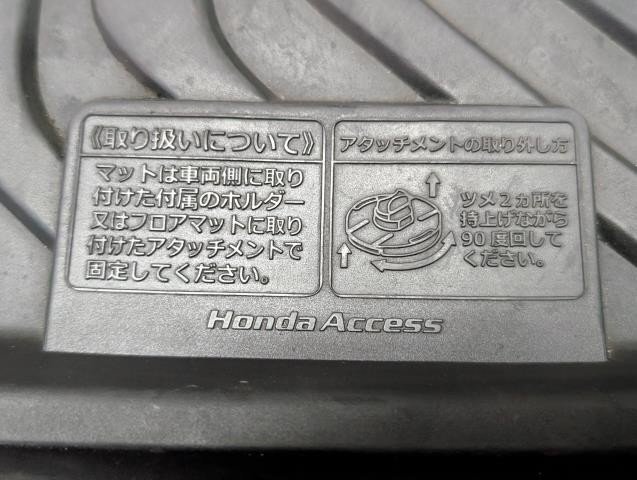 《取り扱いについて》
マットは車両側に取り
付けた付属のホルダー
又はフロアマットに取り
付けたアタッチメントで
固定してください。
アタッチメントの取り外し方
ツメ2ヵ所を
持上げながら
90度回して
ください。
Honda Access